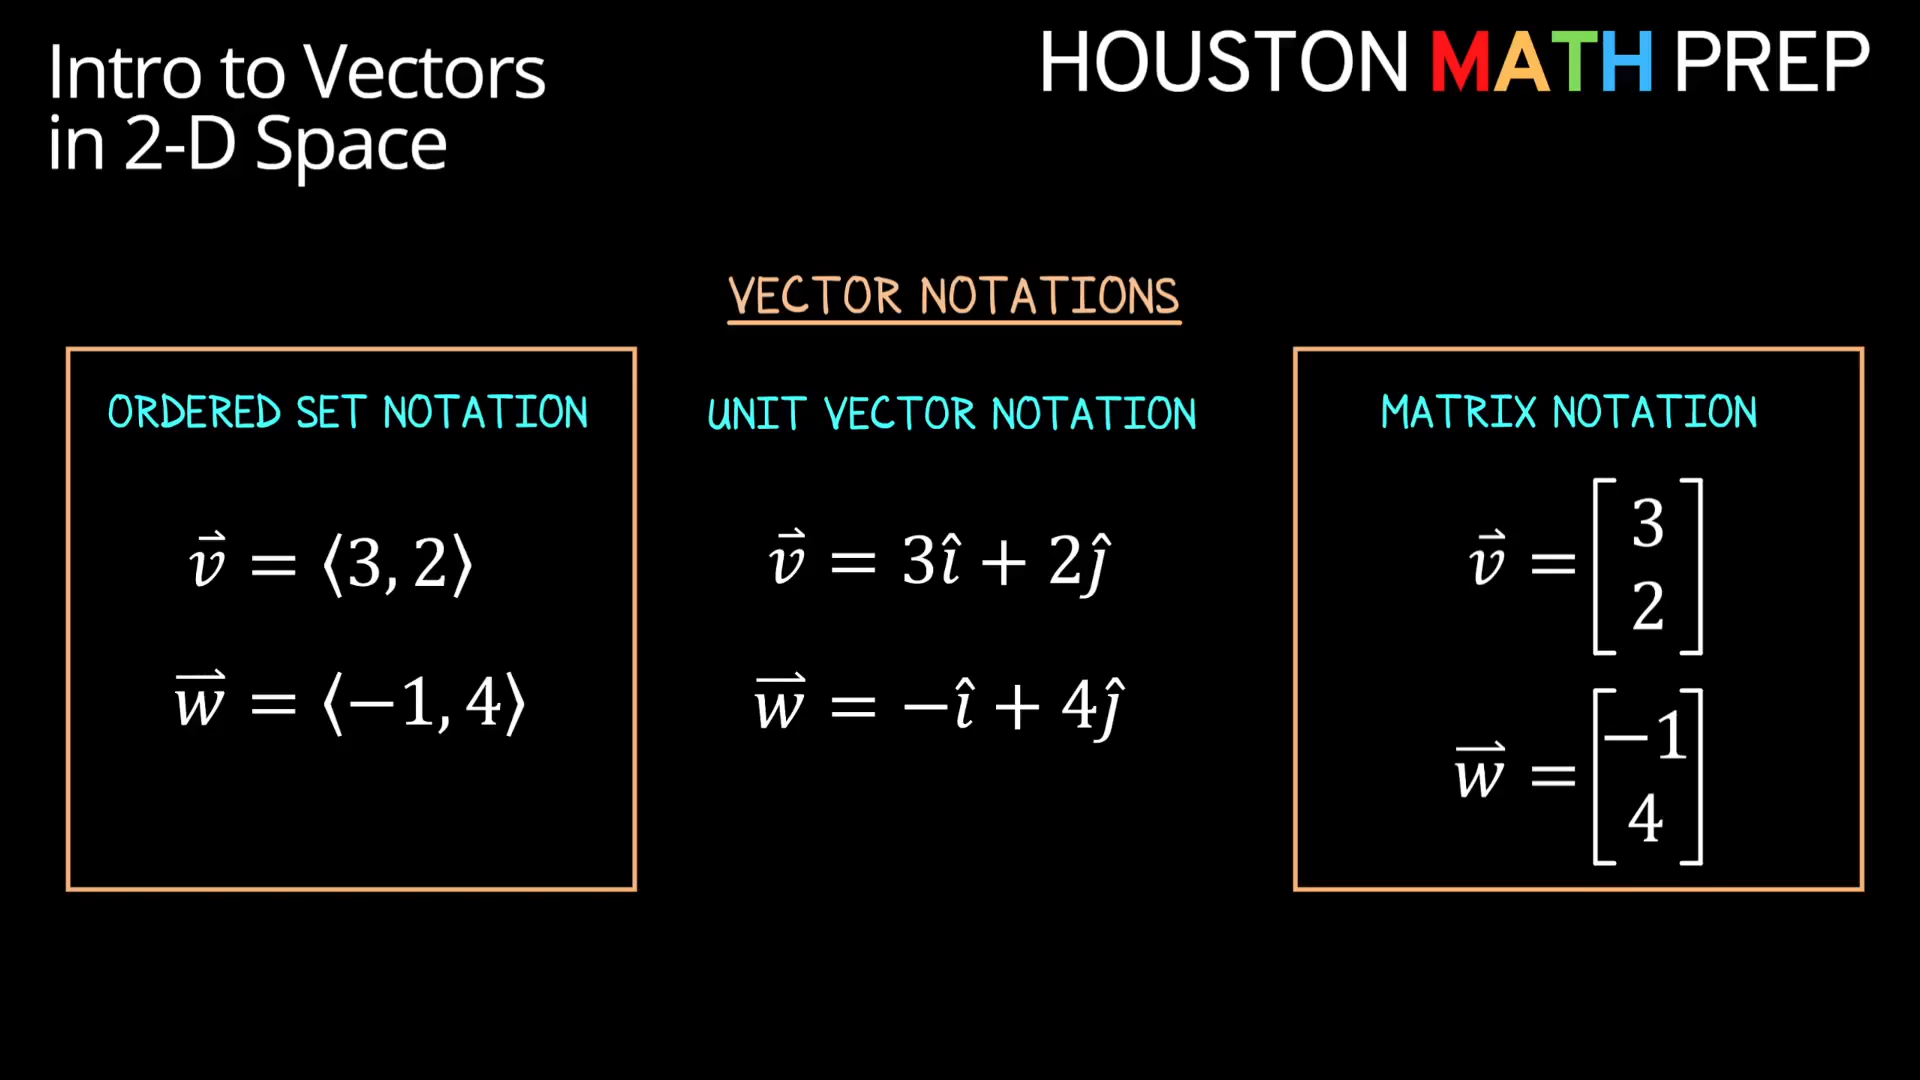 Intro to Vectors
in 2-D Space
HOUSTON MATH PREP
VECTOR NOTATIONS
ORDERED SET NOTATION
v⃗ = ⟨3, 2⟩
w⃗ = ⟨−1, 4⟩
UNIT VECTOR NOTATION
v⃗ = 3î + 2ĵ
w⃗ = −î + 4ĵ
MATRIX NOTATION
v⃗ = [3
2]
w⃗ = [−1
4]